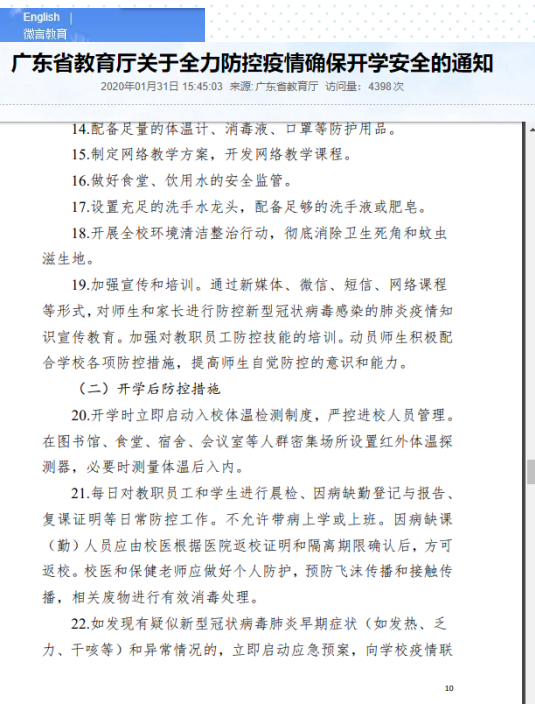 English |
微言教育
广东省教育厅关于全力防控疫情确保开学安全的通知
2020年01月31日 15:45:03 来源: 广东省教育厅 访问量： 4398 次
14.配备足量的体温计、消毒液、口罩等防护用品。
15.制定网络教学方案，开发网络教学课程。
16.做好食堂、饮用水的安全监管。
17.设置充足的洗手水龙头，配备足够的洗手液或肥皂。
18.开展全校环境清洁整治行动，彻底消除卫生死角和蚊虫
滋生地。
19.加强宣传和培训。通过新媒体、微信、短信、网络课程
等形式，对师生和家长进行防控新型冠状病毒感染的肺炎疫情知
识宣传教育。加强对教职员工防控技能的培训。动员师生积极配
合学校各项防控措施，提高师生自觉防控的意识和能力。
（二）开学后防控措施
20.开学时立即启动入校体温检测制度，严控进校人员管理。
在图书馆、食堂、宿舍、会议室等人群密集场所设置红外体温探
测器，必要时测量体温后入内。
21.每日对教职员工和学生进行晨检、因病缺勤登记与报告、
复课证明等日常防控工作。不允许带病上学或上班。因病缺课
（勤）人员应由校医根据医院返校证明和隔离期限确认后，方可
返校。校医和保健老师应做好个人防护，预防飞沫传播和接触传
播，相关废物进行有效消毒处理。
22.如发现有疑似新型冠状病毒肺炎早期症状（如发热、乏
力、干咳等）和异常情况的，立即启动应急预案，向学校疫情联
10